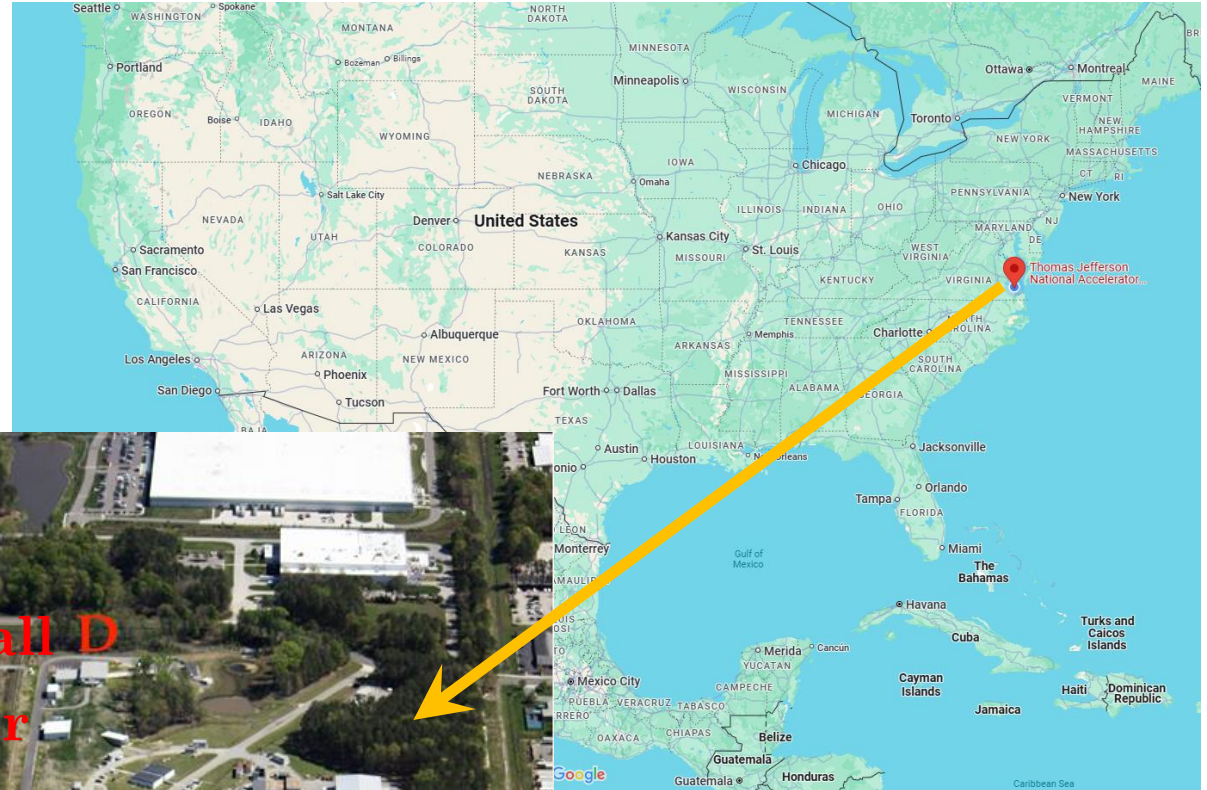 Seattle
Spokane
WASHINGTON
NORTH
DAKOTA
MONTANA
Bozeman
Billings
MINNESOTA
Ottawa
Montreal
MAINE
Portland
Minneapolis
WISCONSIN
SOUTH
DAKOTA
VERMONT
OREGON
Boise
IDAHO
MICHIGAN
Toronto
NEW
HAMPSHIRE
WYOMING
NEW YORK
MASSACHUSETTS
IOWA
Chicago
CT
RI
NEBRASKA
Omaha
PENNSYLVANIA
New York
Salt Lake City
ILLINOIS
INDIANA
OHIO
NEVADA
Denver
United States
MARYLAND
NJ
DE
UTAH
COLORADO
KANSAS
Kansas City
St. Louis
MISSOURI
WEST
VIRGINIA
Sacramento
San Francisco
KENTUCKY
VIRGINIA
Thomas Jefferson
National Accelerator...
CALIFORNIA
Las Vegas
OKLAHOMA
TENNESSEE
Charlotte
Albuquerque
Memphis
ARKANSAS
Los Angeles
ARIZONA
NEW MEXICO
SOUTH
CAROLINA
Phoenix
MISSISSIPPI
ALABAMA
San Diego
Tucson
Fort Worth
Dallas
TEXAS
Austin
LOUISIANA
Houston
Jacksonville
Orlando
Tampa
FLORIDA
Monterrey
Gulf of
Mexico
Miami
The
Bahamas
Havana
Cuba
Turks and
Caicos
Islands
Merida
Cancún
YUCATAN
Mexico City
CAMPECHE
Cayman
Islands
Haiti
Dominican
Republic
PUEBLA
VERACRUZ
TABASCO
Jamaica
OAXACA
CHIAPAS
Belize
Guatemala
Google
Guatemala
Honduras
Caribbean Sea
all D
r